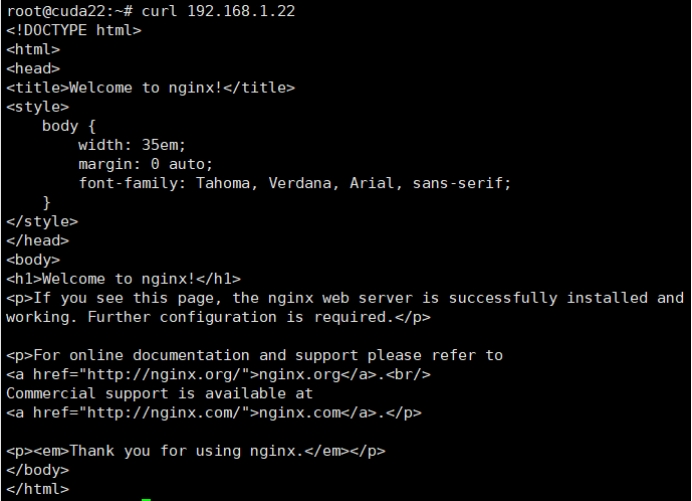 root@cuda22:~# curl 192.168.1.22
<!DOCTYPE html>
<html>
<head>
<title>Welcome to nginx!</title>
<style>
    body {
        width: 35em;
        margin: 0 auto;
        font-family: Tahoma, Verdana, Arial, sans-serif;
    }
</style>
</head>
<body>
<h1>Welcome to nginx!</h1>
<p>If you see this page, the nginx web server is successfully installed and
working. Further configuration is required.</p>

<p>For online documentation and support please refer to
<a href="http://nginx.org/">nginx.org</a>.<br/>
Commercial support is available at
<a href="http://nginx.com/">nginx.com</a>.</p>

<p><em>Thank you for using nginx.</em></p>
</body>
</html>